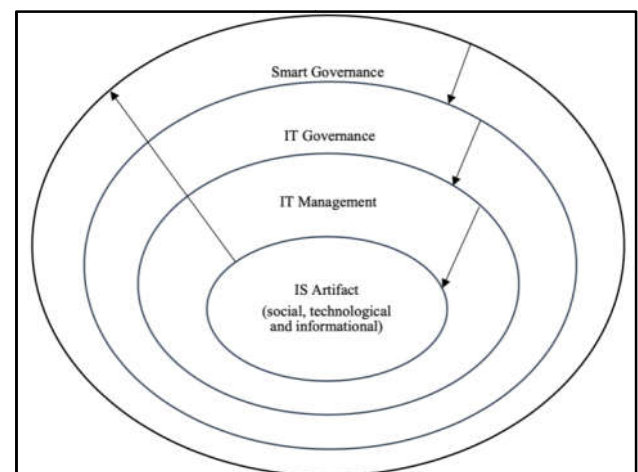 Smart Governance
IT Governance
IT Management
IS Artifact
(social, technological
and informational)